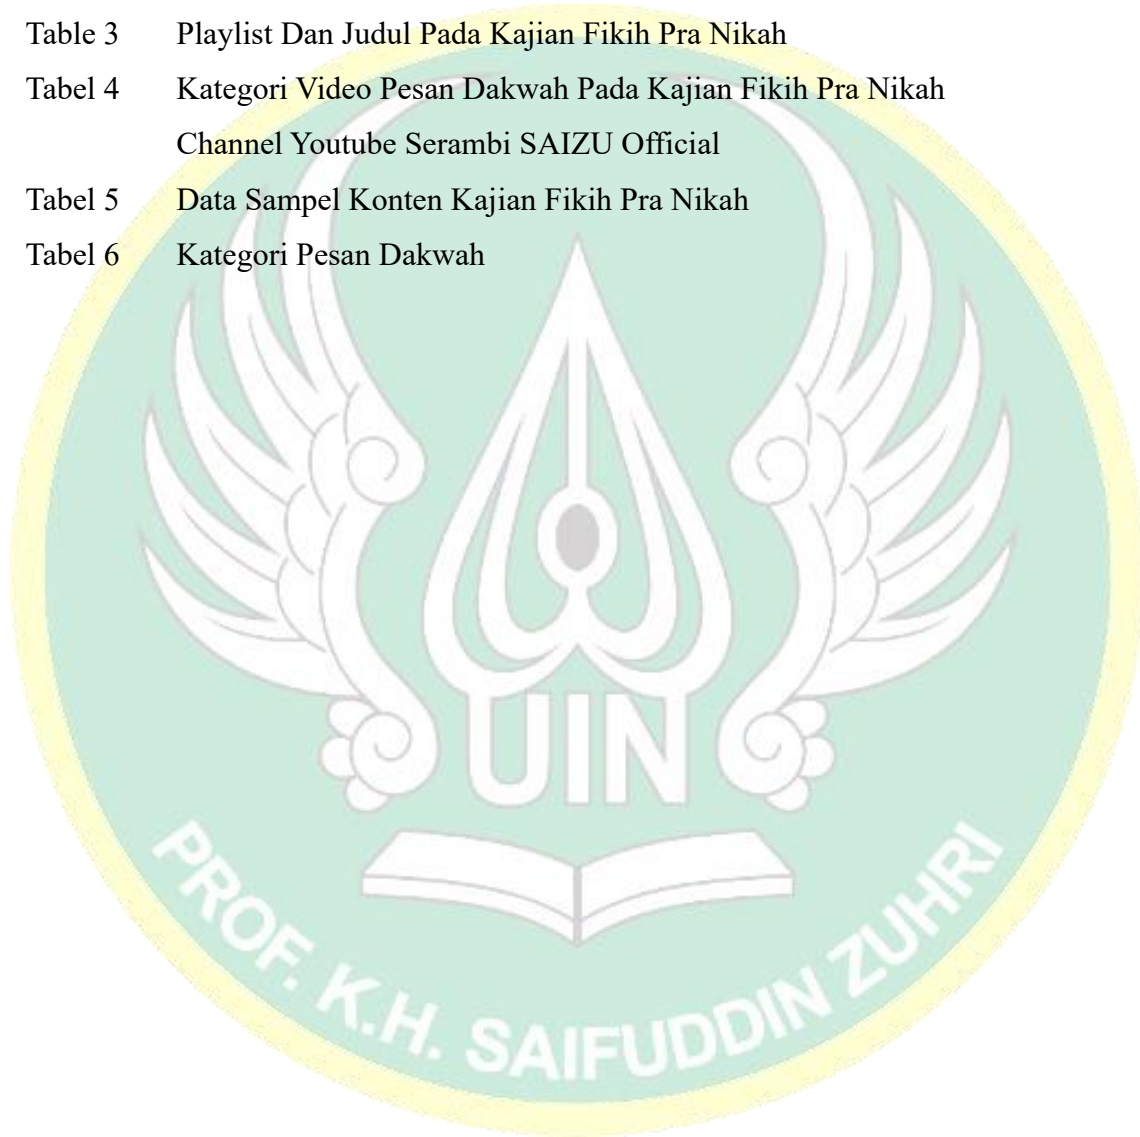 Table 3 Playlist Dan Judul Pada Kajian Fikih Pra Nikah
Tabel 4 Kategori Video Pesan Dakwah Pada Kajian Fikih Pra Nikah
Channel Youtube Serambi SAIZU Official
Tabel 5 Data Sampel Konten Kajian Fikih Pra Nikah
Tabel 6 Kategori Pesan Dakwah
UIN
PROF. K.H. SAIFUDDIN ZUHRI